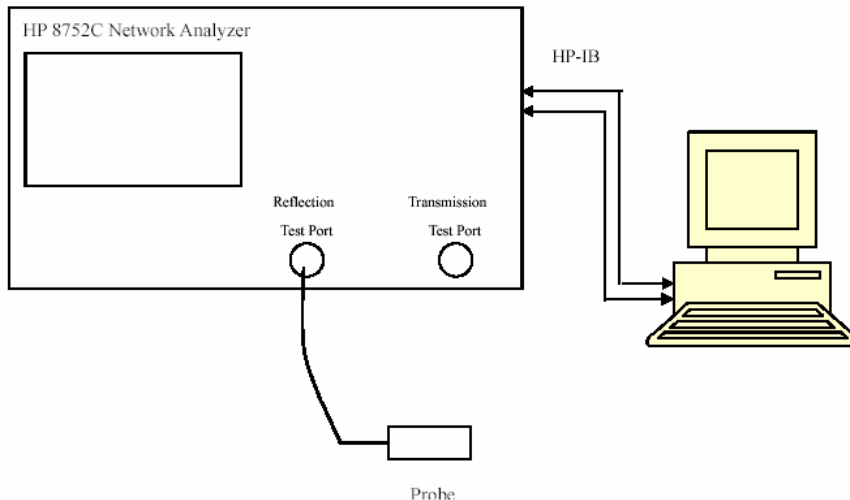 HP 8752C Network Analyzer
HP-IB
Reflection
Test Port
Transmission
Test Port
Probe